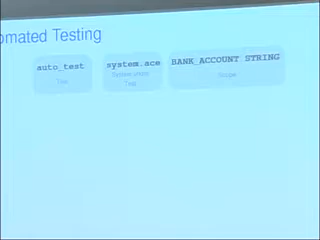 omated Testing
auto_test
system.ace
BANK_ACCOUNT STRING
Test
System Under
Test
Scope